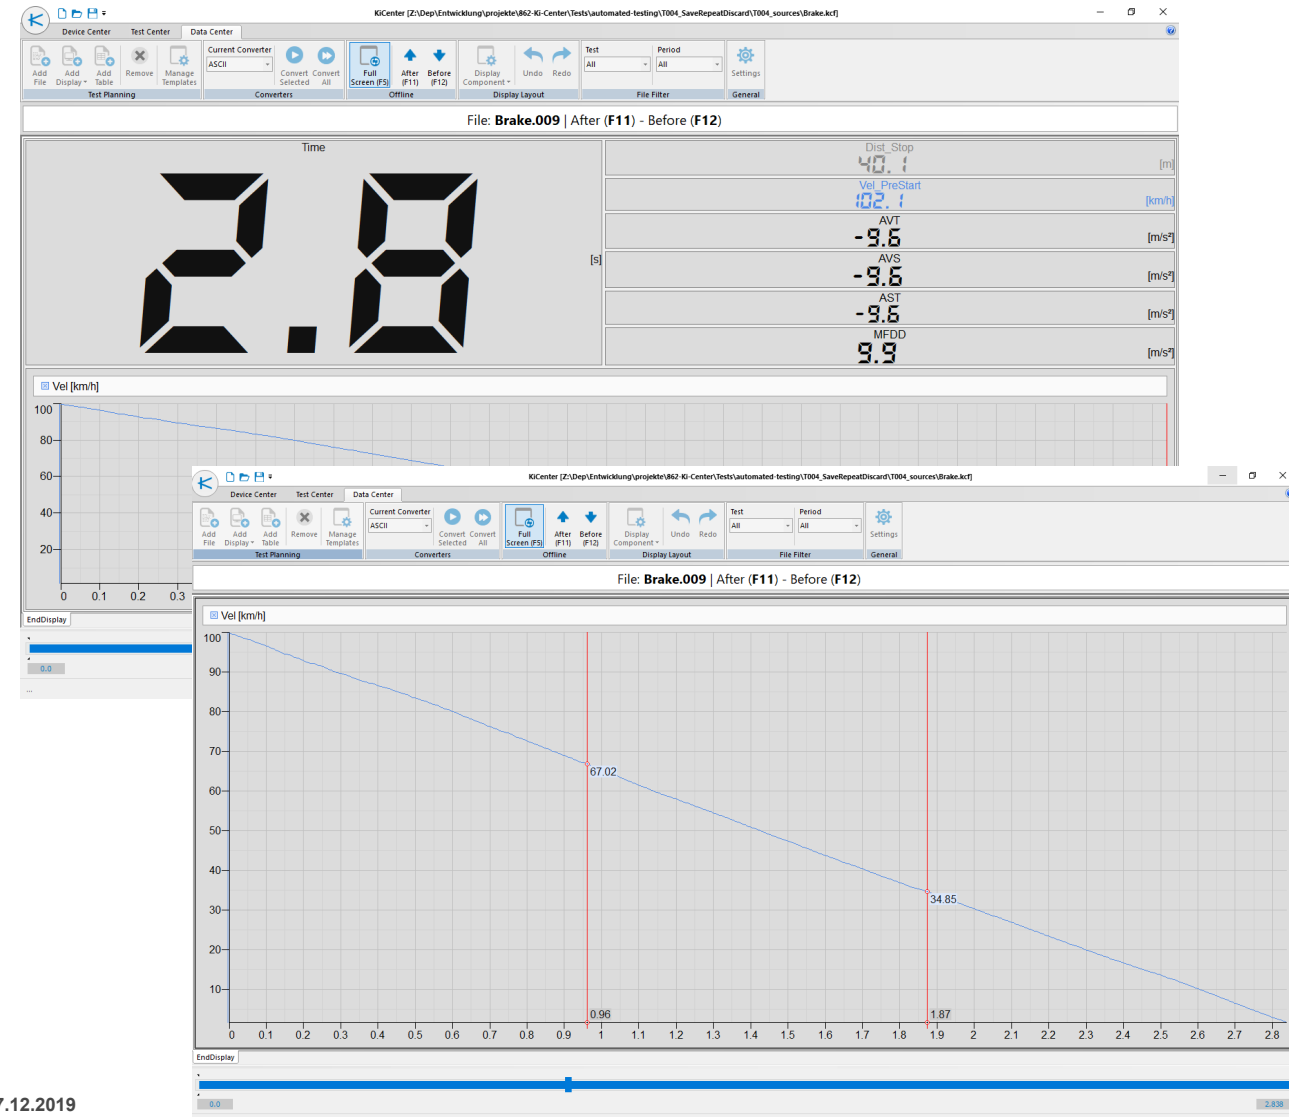 KiCenter [Z:\Dep\Entwicklung\projekte\862-Ki-Center\Tests\automated-testing\T004_SaveRepeatDiscard\T004_sources\Brake.kcf]
Device Center Test Center Data Center
Add File Add Display Add Table Remove Manage Templates
Test Planning
Current Converter
ASCII
Convert Selected Convert All
Converters
Full Screen (F5) After (F11) Before (F12)
Offline
Display Component Undo Redo
Display Layout
Test Period
All All
File Filter
Settings
General
File: Brake.009 | After (F11) - Before (F12)
Time
2.8
[s]
Dist_Stop
40.1 [m]
Vel_PreStart
102.1 [km/h]
AVT
-9.6 [m/s²]
AVS
-9.6 [m/s²]
AST
-9.6 [m/s²]
MFDD
9.9 [m/s²]
Vel [km/h]
100
80
60
40
20
0 0.1 0.2 0.3
EndDisplay
0.0
...
KiCenter [Z:\Dep\Entwicklung\projekte\862-Ki-Center\Tests\automated-testing\T004_SaveRepeatDiscard\T004_sources\Brake.kcf]
Device Center Test Center Data Center
Add File Add Display Add Table Remove Manage Templates
Test Planning
Current Converter
ASCII
Convert Selected Convert All
Converters
Full Screen (F5) After (F11) Before (F12)
Offline
Display Component Undo Redo
Display Layout
Test Period
All All
File Filter
Settings
General
File: Brake.009 | After (F11) - Before (F12)
Vel [km/h]
100
90
80
70
67.02
60
50
40
34.85
30
20
10
0.96 1.87
0 0.1 0.2 0.3 0.4 0.5 0.6 0.7 0.8 0.9 1 1.1 1.2 1.3 1.4 1.5 1.6 1.7 1.8 1.9 2 2.1 2.2 2.3 2.4 2.5 2.6 2.7 2.8
EndDisplay
0.0 2.838
7.12.2019